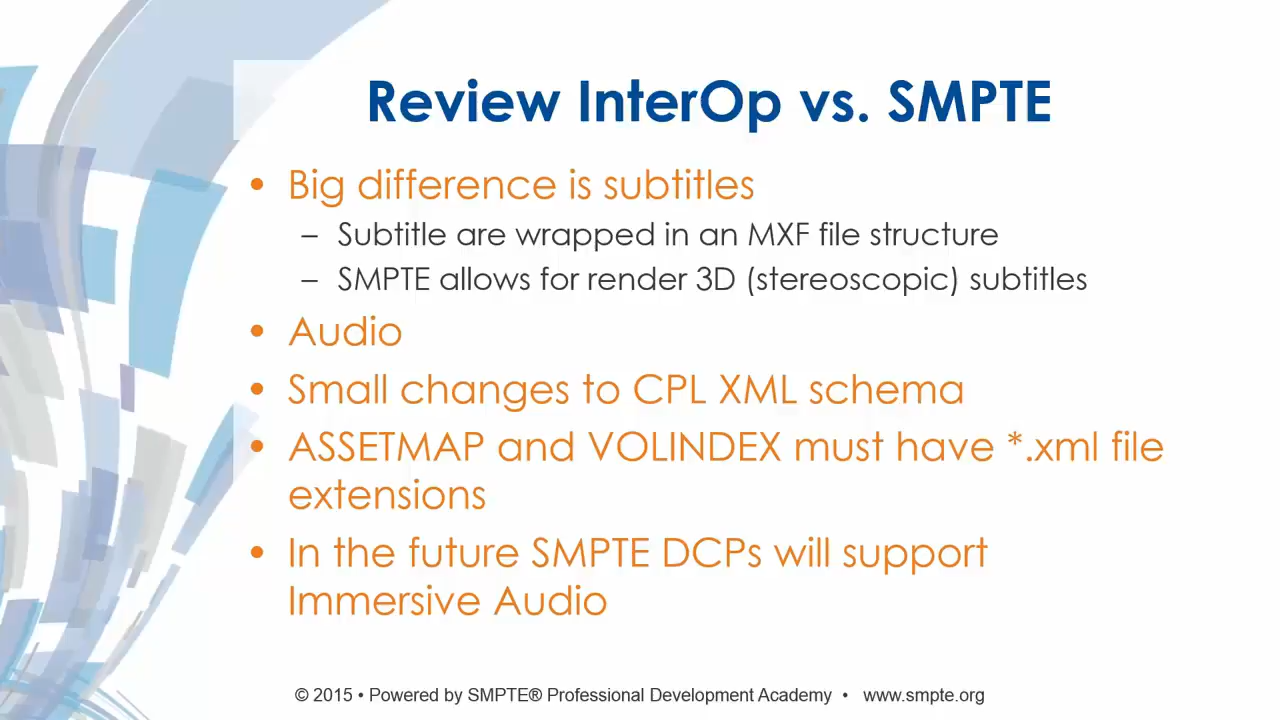 Review InterOp vs. SMPTE
• Big difference is subtitles
– Subtitle are wrapped in an MXF file structure
– SMPTE allows for render 3D (stereoscopic) subtitles
• Audio
• Small changes to CPL XML schema
• ASSETMAP and VOLINDEX must have *.xml file
extensions
• In the future SMPTE DCPs will support
Immersive Audio
© 2015 • Powered by SMPTE® Professional Development Academy • www.smpte.org